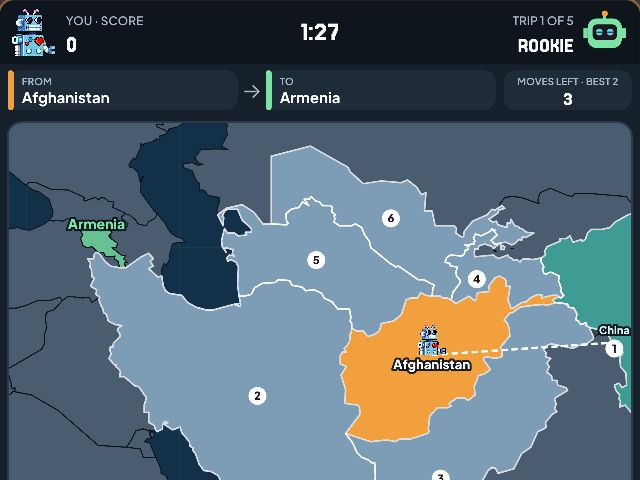 YOU · SCORE
0
1:27
TRIP 1 OF 5
ROOKIE
FROM
Afghanistan
TO
Armenia
MOVES LEFT · BEST 2
3
Armenia
6
5
4
China
1
Afghanistan
2
3